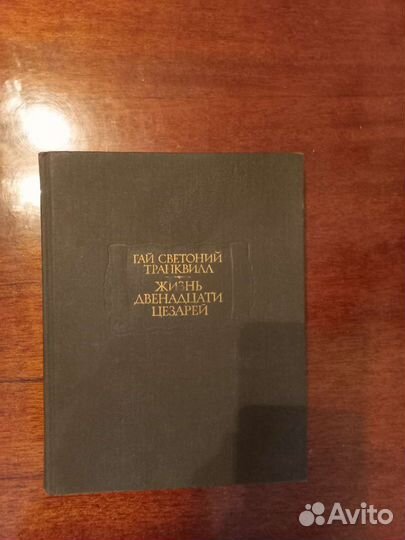 ГАЙ СВЕТОНИЙ
ТРАНКВИЛЛ
ЖИЗНЬ
ДВЕНАДЦАТИ
ЦЕЗАРЕЙ
Avito